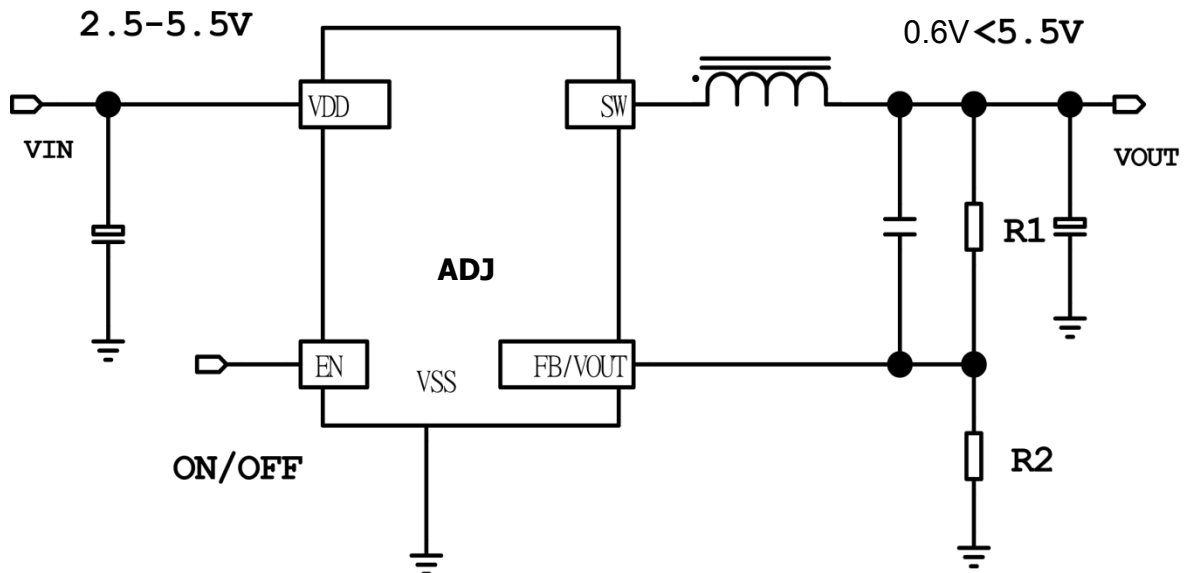 2.5-5.5V
0.6V<5.5V
VDD
SW
VIN
VOUT
R1
ADJ
EN
VSS
FB/VOUT
ON/OFF
R2